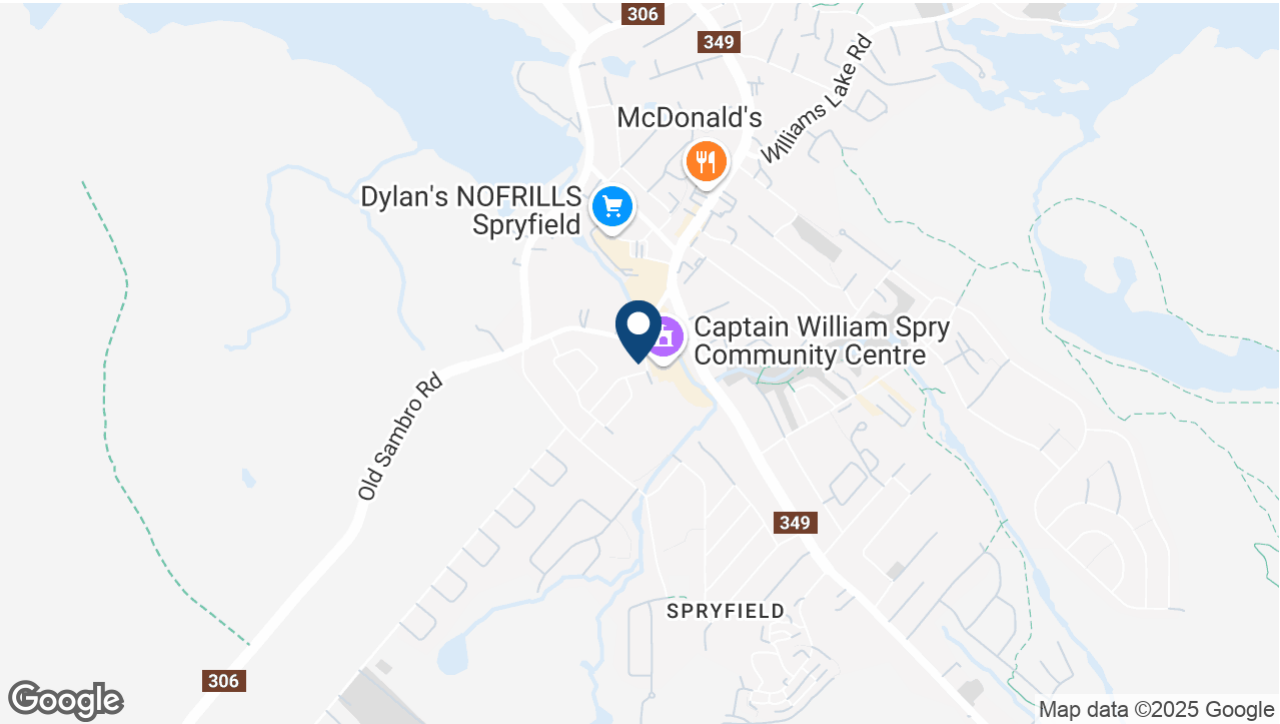 306
349
Williams Lake Rd
McDonald's
Dylan's NOFRILLS
Spryfield
Captain William Spry
Community Centre
Old Sambro Rd
349
SPRYFIELD
306
Google
Map data ©2025 Google